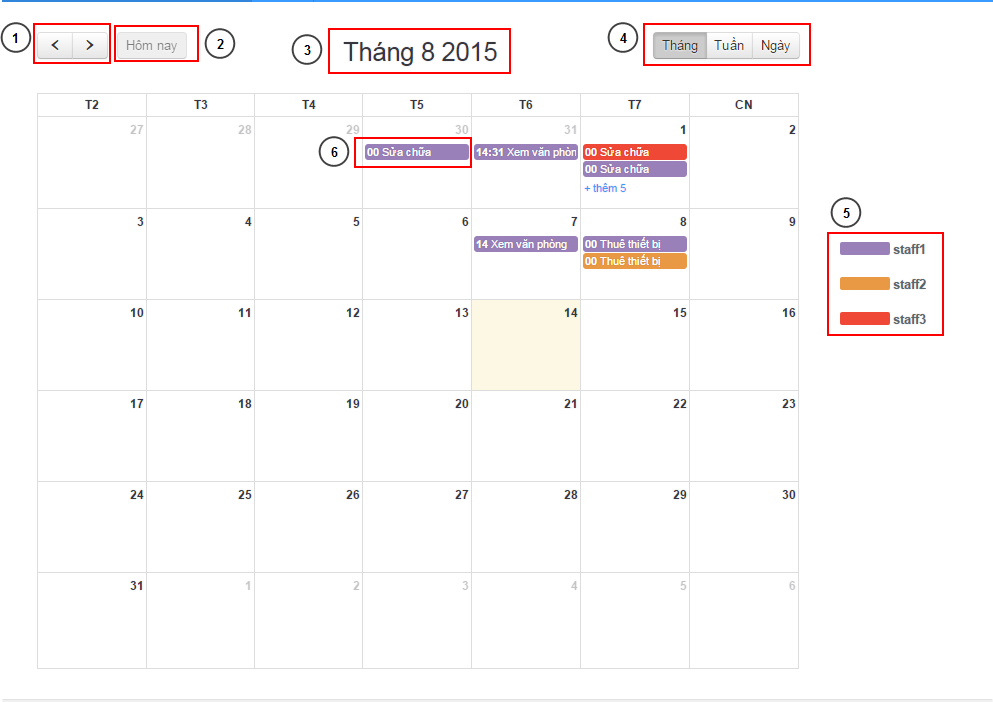 1 < > Hôm nay 2 3 Tháng 8 2015 4 Tháng Tuần Ngày
T2 T3 T4 T5 T6 T7 CN
27 28 29 30 31 1 2
6 00 Sửa chữa 14:31 Xem văn phòn 00 Sửa chữa
00 Sửa chữa
+ thêm 5
3 4 5 6 7 8 9
14 Xem văn phòng 00 Thuê thiết bị
00 Thuê thiết bị
10 11 12 13 14 15 16
17 18 19 20 21 22 23
24 25 26 27 28 29 30
31 1 2 3 4 5 6
5
staff1
staff2
staff3